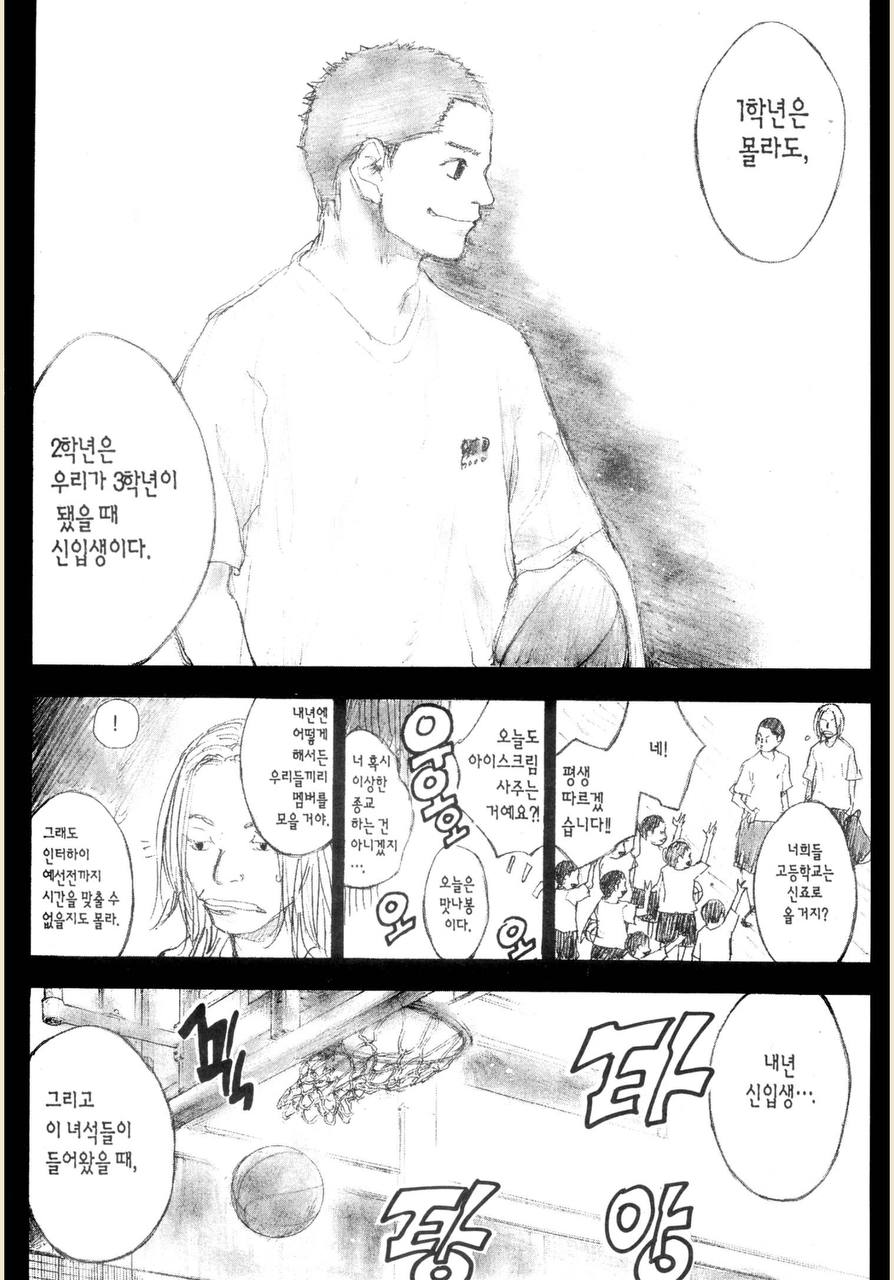 1학년은
몰라도,
2학년은
우리가 3학년이
됐을 때
신입생이다.
네!
평생
따르겠
습니다!!
너희들
고등학교는
신죠로
올 거지?
오늘도
아이스크림
사주는
거예요?!
와
오
오
호
오늘은
맛나봉
이다.
너 혹시
이상한
종교
하는 건
아니겠지
….
오
오
내년엔
어떻게
해서든
우리들끼리
멤버를
모을 거야.
!
그래도
인터하이
예선전까지
시간을 맞출 수
없을지도 몰라.
내년
신입생….
타
탕
양
그리고
이 녀석들이
들어왔을 때,